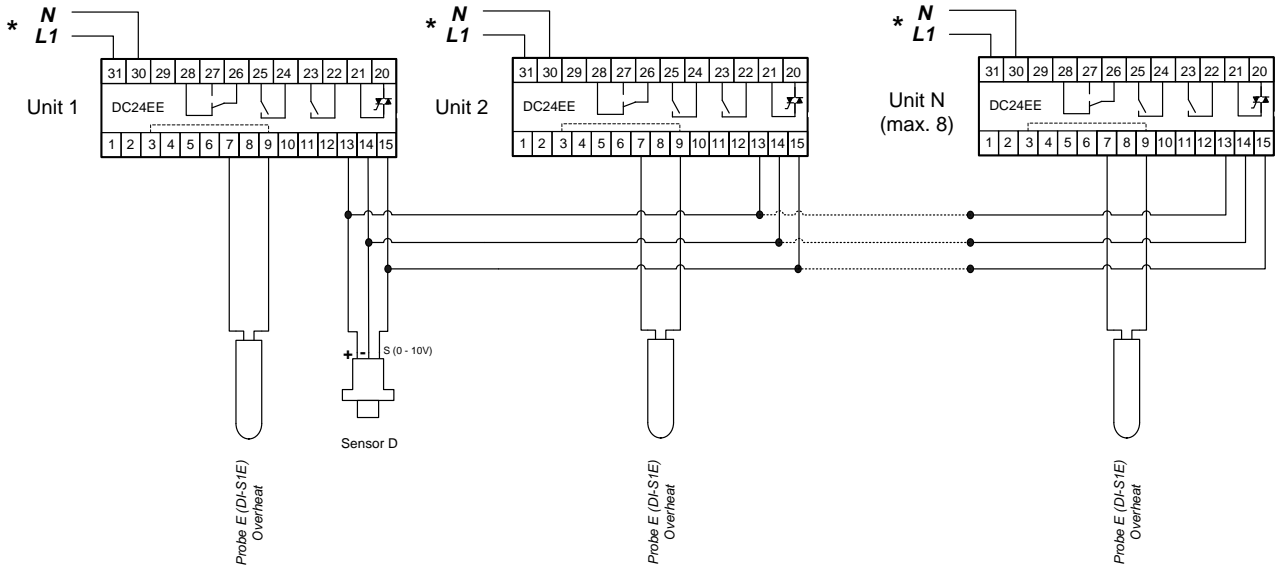 * N
L1
* N
L1
* N
L1
31 30 29 28 27 26 25 24 23 22 21 20
31 30 29 28 27 26 25 24 23 22 21 20
31 30 29 28 27 26 25 24 23 22 21 20
Unit 1
DC24EE
Unit 2
DC24EE
Unit N
(max. 8)
DC24EE
1 2 3 4 5 6 7 8 9 10 11 12 13 14 15
1 2 3 4 5 6 7 8 9 10 11 12 13 14 15
1 2 3 4 5 6 7 8 9 10 11 12 13 14 15
+ - S (0 - 10V)
Sensor D
Probe E (DI-S1E)
Overheat
Probe E (DI-S1E)
Overheat
Probe E (DI-S1E)
Overheat